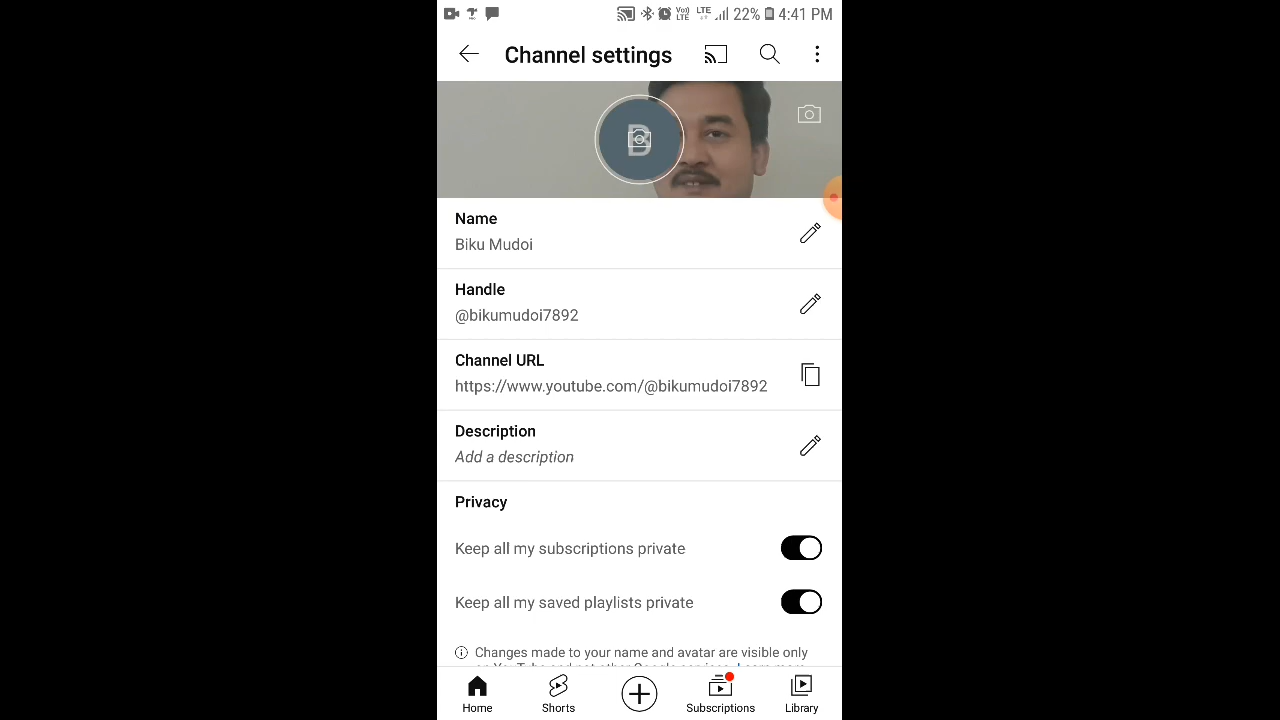 22% 4:41 PM
Channel settings
B
Name
Biku Mudoi
Handle
@bikumudoi7892
Channel URL
https://www.youtube.com/@bikumudoi7892
Description
Add a description
Privacy
Keep all my subscriptions private
Keep all my saved playlists private
Changes made to your name and avatar are visible only
Home Shorts Subscriptions Library